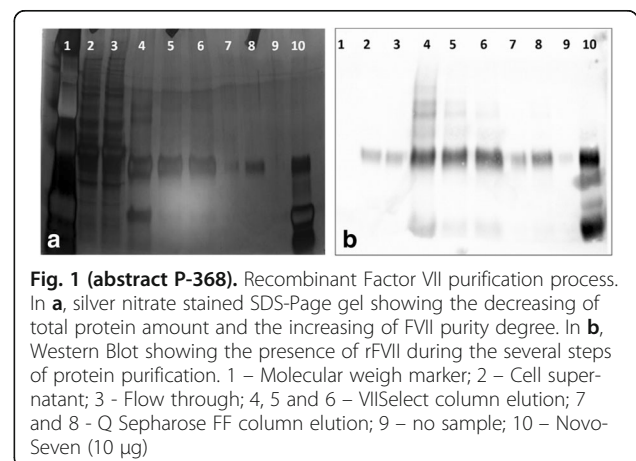 1 2 3 4 5 6 7 8 9 10
1 2 3 4 5 6 7 8 9 10
a
b
Fig. 1 (abstract P-368). Recombinant Factor VII purification process.
In a, silver nitrate stained SDS-Page gel showing the decreasing of
total protein amount and the increasing of FVII purity degree. In b,
Western Blot showing the presence of rFVII during the several steps
of protein purification. 1 – Molecular weigh marker; 2 – Cell super-
natant; 3 - Flow through; 4, 5 and 6 – VIISelect column elution; 7
and 8 - Q Sepharose FF column elution; 9 – no sample; 10 – Novo-
Seven (10 μg)